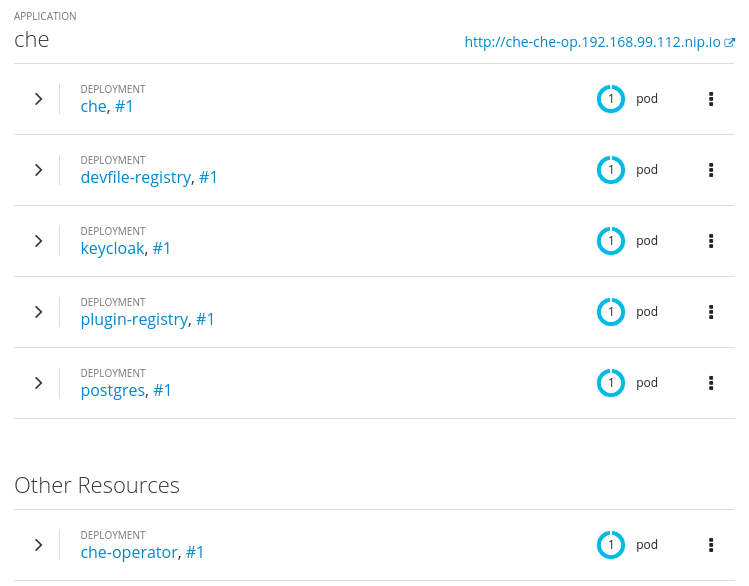 APPLICATION
che
http://che-che-op.192.168.99.112.nip.io
DEPLOYMENT
che, #1
1 pod
DEPLOYMENT
devfile-registry, #1
1 pod
DEPLOYMENT
keycloak, #1
1 pod
DEPLOYMENT
plugin-registry, #1
1 pod
DEPLOYMENT
postgres, #1
1 pod
Other Resources
DEPLOYMENT
che-operator, #1
1 pod